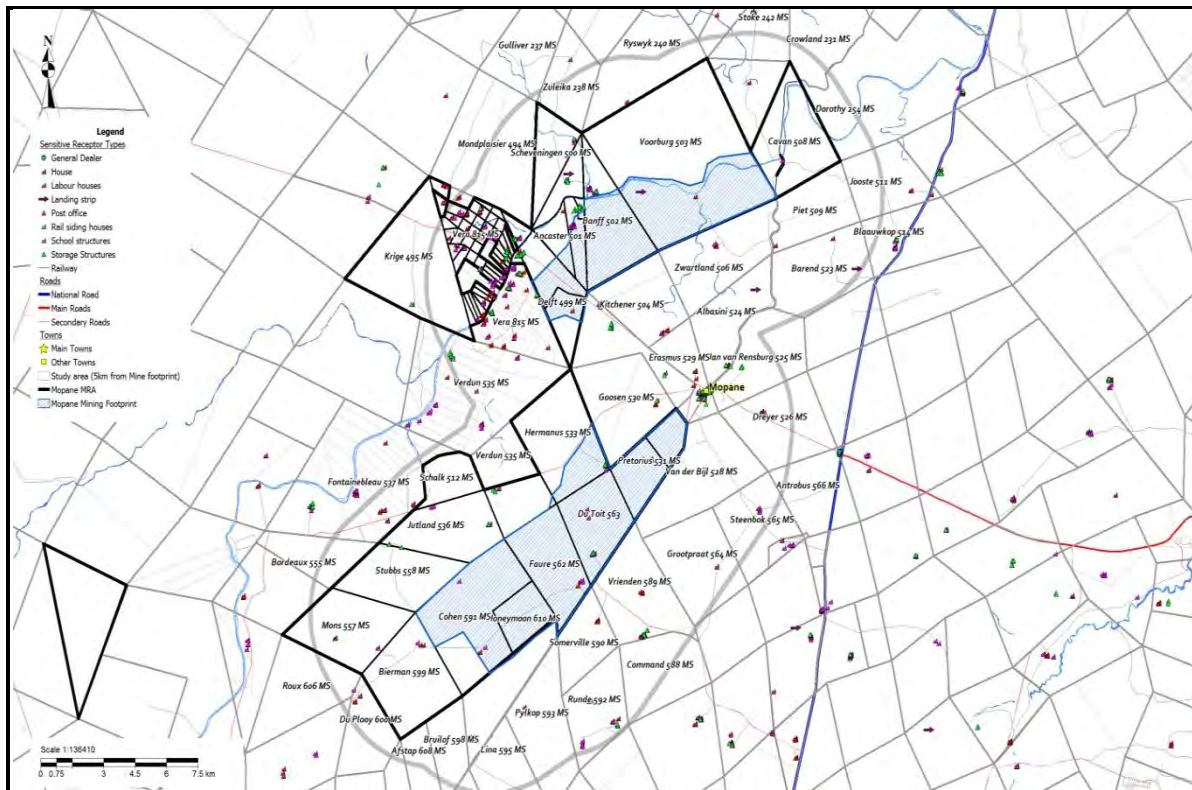 Stoke 242 MS
Crowland 231 MS
Gulliver 237 MS
Ryswyk 240 MS
N
Zuleika 238 MS
Dorothy 254 MS
Legend
Sensitive Receptor Types
General Dealer
House
Labour houses
Landing strip
Post office
Rail siding houses
School structures
Storage Structures
Railway
Roads
National Road
Main Roads
Secondary Roads
Towns
Main Towns
Other Towns
Study area (5km from Mine footprint)
Mopane MRA
Mopane Mining Footprint
Mondplaisier 494 MS
Scheveningen 500 MS
Voorburg 503 MS
Cavan 508 MS
Jooste 511 MS
Piet 509 MS
Banff 502 MS
Vera 815 MS
Ancaster 501 MS
Blaauwkop 514 MS
Krige 495 MS
Zwartland 506 MS
Barend 523 MS
Delft 499 MS
Kitchener 504 MS
Albasini 524 MS
Vera 815 MS
Erasmus 529 MS
Jan van Rensburg 525 MS
Verdun 535 MS
Mopane
Goosen 530 MS
Dreyer 526 MS
Hermanus 533 MS
Verdun 535 MS
Pretorius 531 MS
Van der Bijl 528 MS
Schalk 512 MS
Fontainebleau 537 MS
Antrobus 566 MS
Du Toit 563
Steenbok 565 MS
Jutland 536 MS
Grootpraat 564 MS
Bordeaux 555 MS
Stubbs 558 MS
Faure 562 MS
Vrienden 589 MS
Cohen 591 MS
Honeymoon 610 MS
Mons 557 MS
Somerville 590 MS
Bierman 599 MS
Command 588 MS
Roux 606 MS
Runde 592 MS
Pylkop 593 MS
Du Plooy 600 MS
Bruilof 598 MS
Afstap 608 MS
Lina 595 MS
Scale 1:136410
0 0.75 3 4.5 6 7.5 km